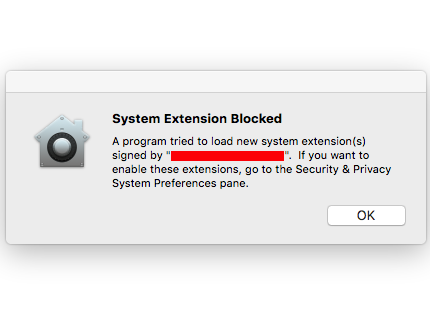 System Extension Blocked
A program tried to load new system extension(s)
signed by "". If you want to
enable these extensions, go to the Security & Privacy
System Preferences pane.
OK